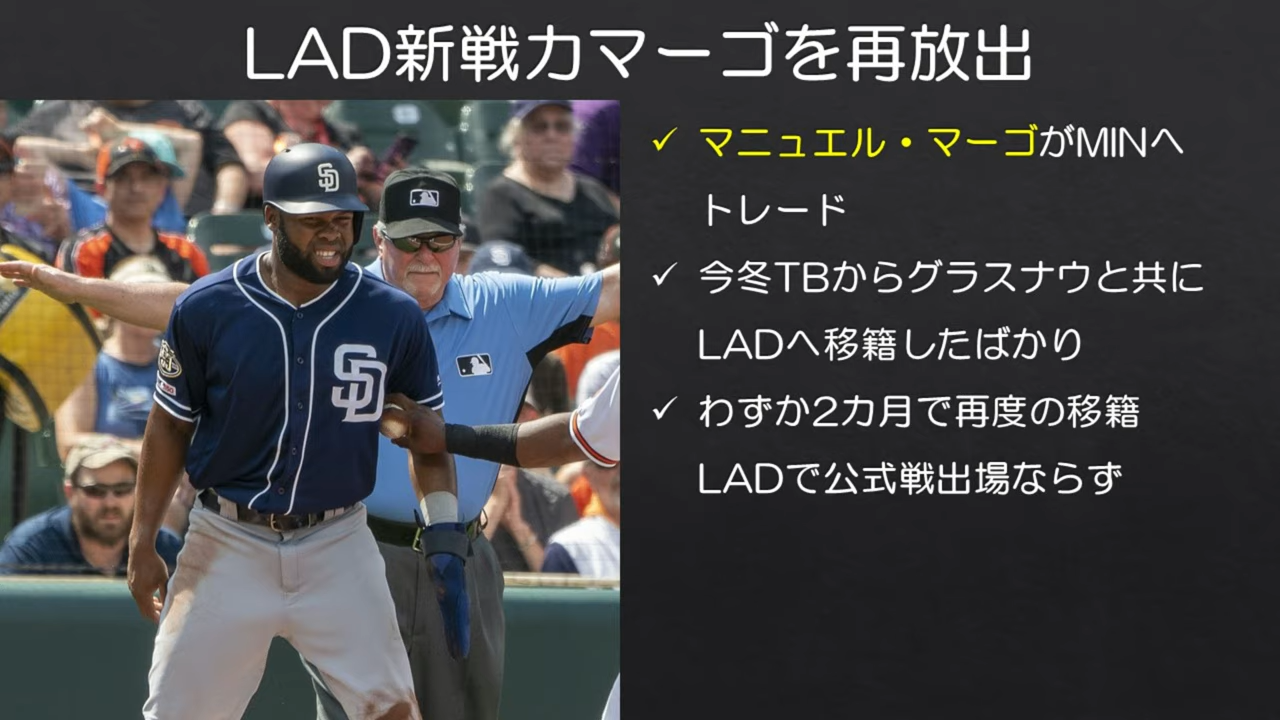 LAD新戦力マーゴを再放出
✓ マニュエル・マーゴがMINへ
トレード
✓ 今冬TBからグラスナウと共に
LADへ移籍したばかり
✓ わずか2カ月で再度の移籍
LADで公式戦出場ならず
SD
SD